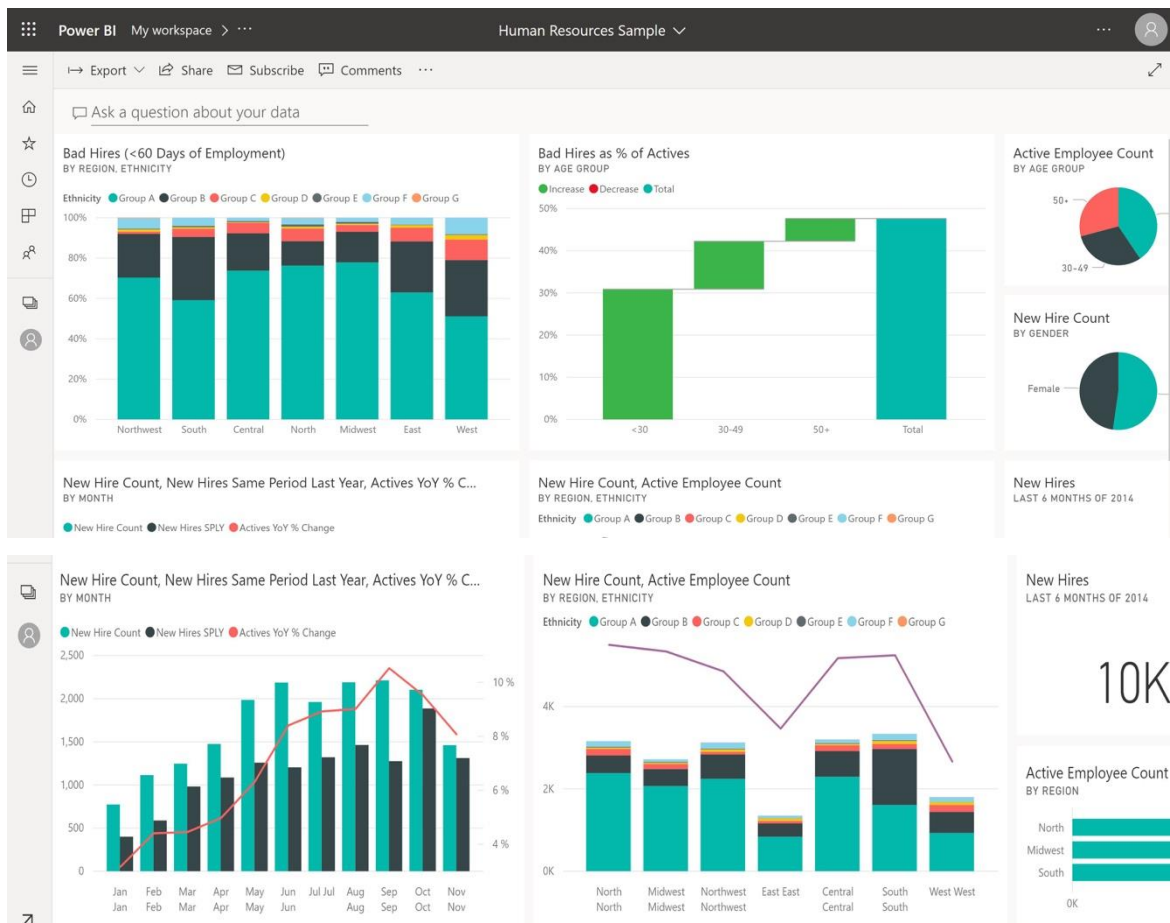 Power BI My workspace > ··· Human Resources Sample ···
Export Share Subscribe Comments ···
Ask a question about your data
Bad Hires (<60 Days of Employment)
BY REGION, ETHNICITY
Ethnicity Group A Group B Group C Group D Group E Group F Group G
100%
80%
60%
40%
20%
0%
Northwest South Central North Midwest East West
Bad Hires as % of Actives
BY AGE GROUP
Increase Decrease Total
50%
40%
30%
20%
10%
0%
<30 30-49 50+ Total
Active Employee Count
BY AGE GROUP
50+
30-49
New Hire Count
BY GENDER
Female
New Hire Count, New Hires Same Period Last Year, Actives YoY % C...
BY MONTH
New Hire Count New Hires SPLY Actives YoY % Change
New Hire Count, Active Employee Count
BY REGION, ETHNICITY
Ethnicity Group A Group B Group C Group D Group E Group F Group G
New Hires
LAST 6 MONTHS OF 2014
New Hire Count, New Hires Same Period Last Year, Actives YoY % C...
BY MONTH
New Hire Count New Hires SPLY Actives YoY % Change
2,500
2,000
1,500
1,000
500
0
10 %
8 %
6 %
4 %
Jan Feb Mar Apr May Jun Jul Jul Aug Sep Oct Nov
Jan Feb Mar Apr May Jun Aug Sep Oct Nov
New Hire Count, Active Employee Count
BY REGION, ETHNICITY
Ethnicity Group A Group B Group C Group D Group E Group F Group G
4K
2K
0K
North Midwest Northwest East East Central South West West
North Midwest Northwest Central South
New Hires
LAST 6 MONTHS OF 2014
10K
Active Employee Count
BY REGION
North
Midwest
South
0K